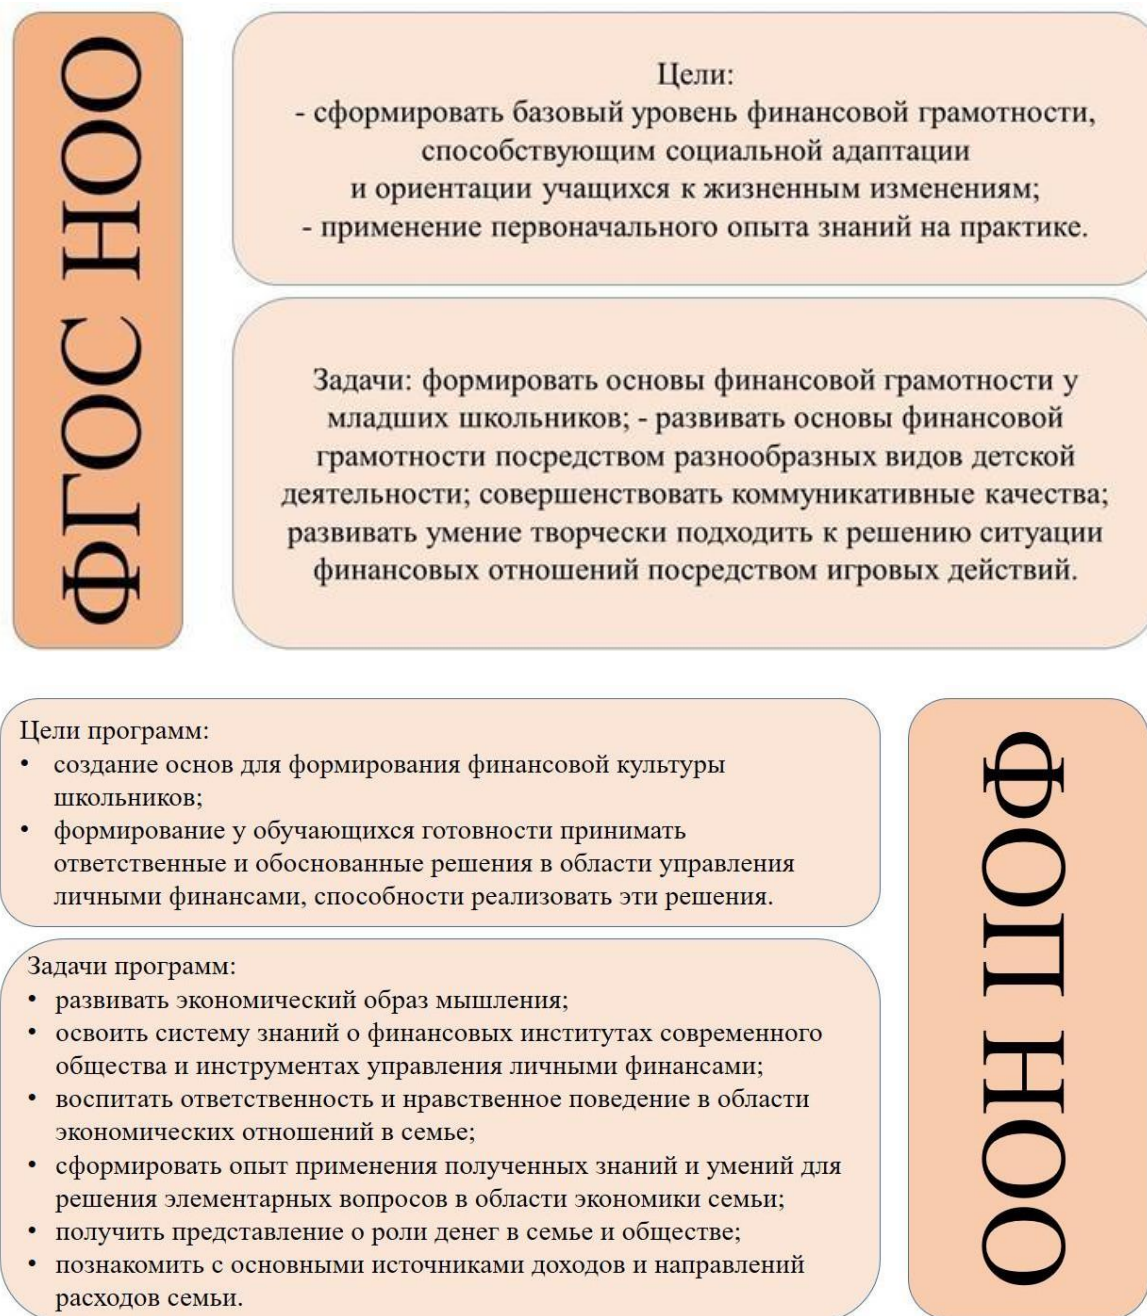 ФГОС НОО
Цели:
- сформировать базовый уровень финансовой грамотности,
способствующим социальной адаптации
и ориентации учащихся к жизненным изменениям;
- применение первоначального опыта знаний на практике.
Задачи: формировать основы финансовой грамотности у
младших школьников; - развивать основы финансовой
грамотности посредством разнообразных видов детской
деятельности; совершенствовать коммуникативные качества;
развивать умение творчески подходить к решению ситуации
финансовых отношений посредством игровых действий.
Цели программ:
• создание основ для формирования финансовой культуры
школьников;
• формирование у обучающихся готовности принимать
ответственные и обоснованные решения в области управления
личными финансами, способности реализовать эти решения.
Задачи программ:
• развивать экономический образ мышления;
• освоить систему знаний о финансовых институтах современного
общества и инструментах управления личными финансами;
• воспитать ответственность и нравственное поведение в области
экономических отношений в семье;
• сформировать опыт применения полученных знаний и умений для
решения элементарных вопросов в области экономики семьи;
• получить представление о роли денег в семье и обществе;
• познакомить с основными источниками доходов и направлений
расходов семьи.
ФОП НОО